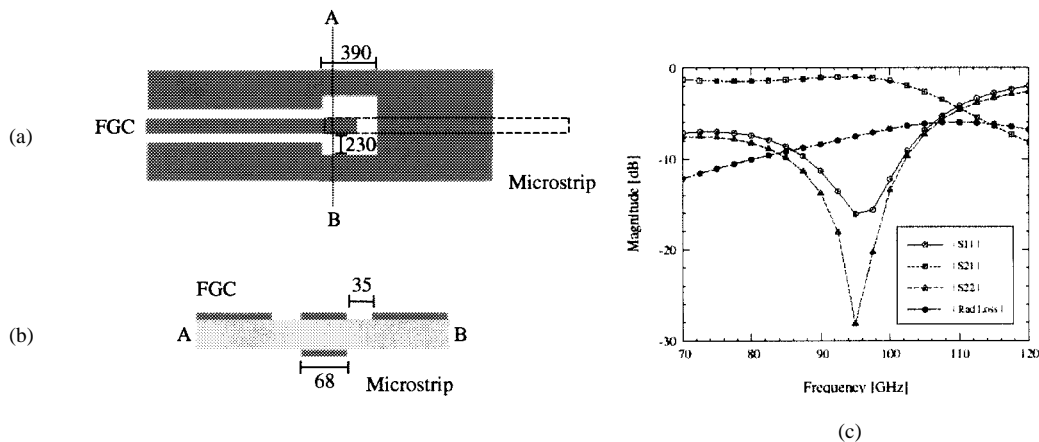 (a)
A
390
FGC
230
Microstrip
B
(b)
FGC
35
A
B
68
Microstrip
0
-10
-20
-30
Magnitude [dB]
|S11|
|S21|
|S22|
|Rad Loss|
70
80
90
100
110
120
Frequency [GHz]
(c)